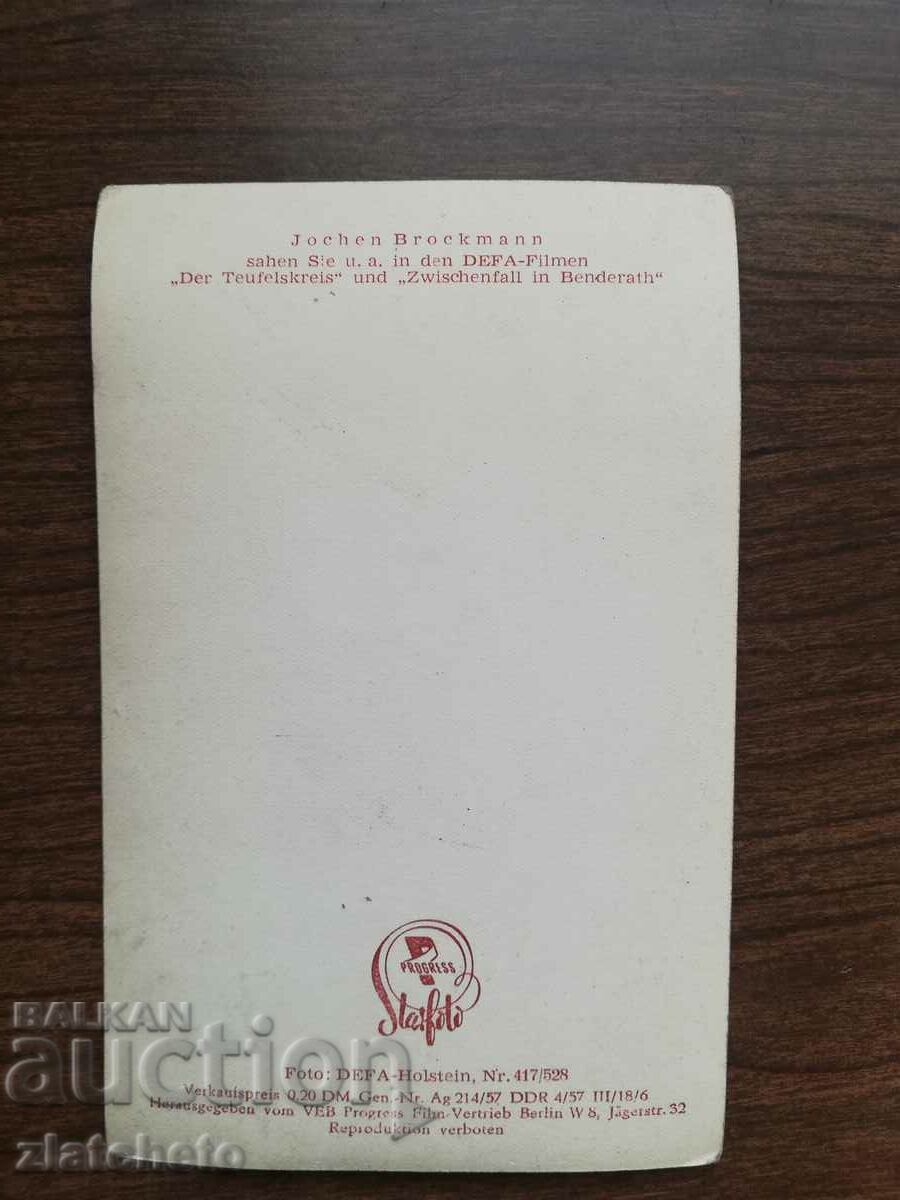 Jochen Brockmann
sahen Sie u. a. in den DEFA-Filmen
„Der Teufelskreis“ und „Zwischenfall in Benderath“
PROGRESS
Starfoto
Foto: DEFA-Holstein, Nr. 417/528
Verkaufspreis 0,20 DM Gen.-Nr. Ag 214/57 DDR 4/57 III/18/6
Herausgegeben vom VEB Progress Film-Vertrieb Berlin W 8, Jägerstr. 32
Reproduktion verboten
BALKAN
auction
zlatcheto